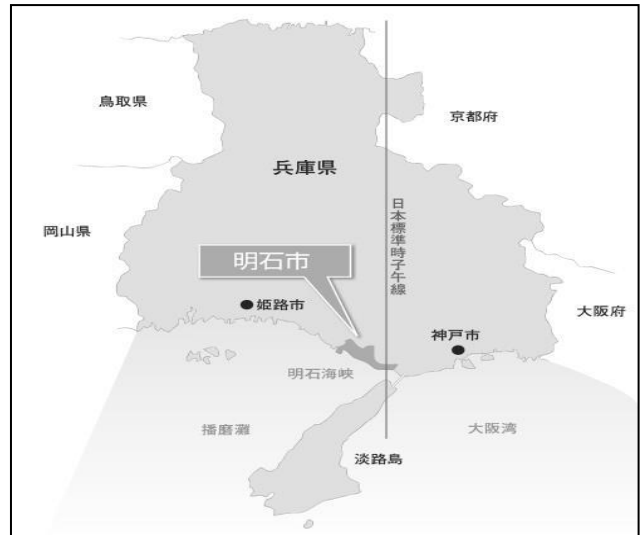 鳥取県
京都府
兵庫県
日本標準時子午線
岡山県
明石市
姫路市
大阪府
神戸市
明石海峡
播磨灘
大阪湾
淡路島